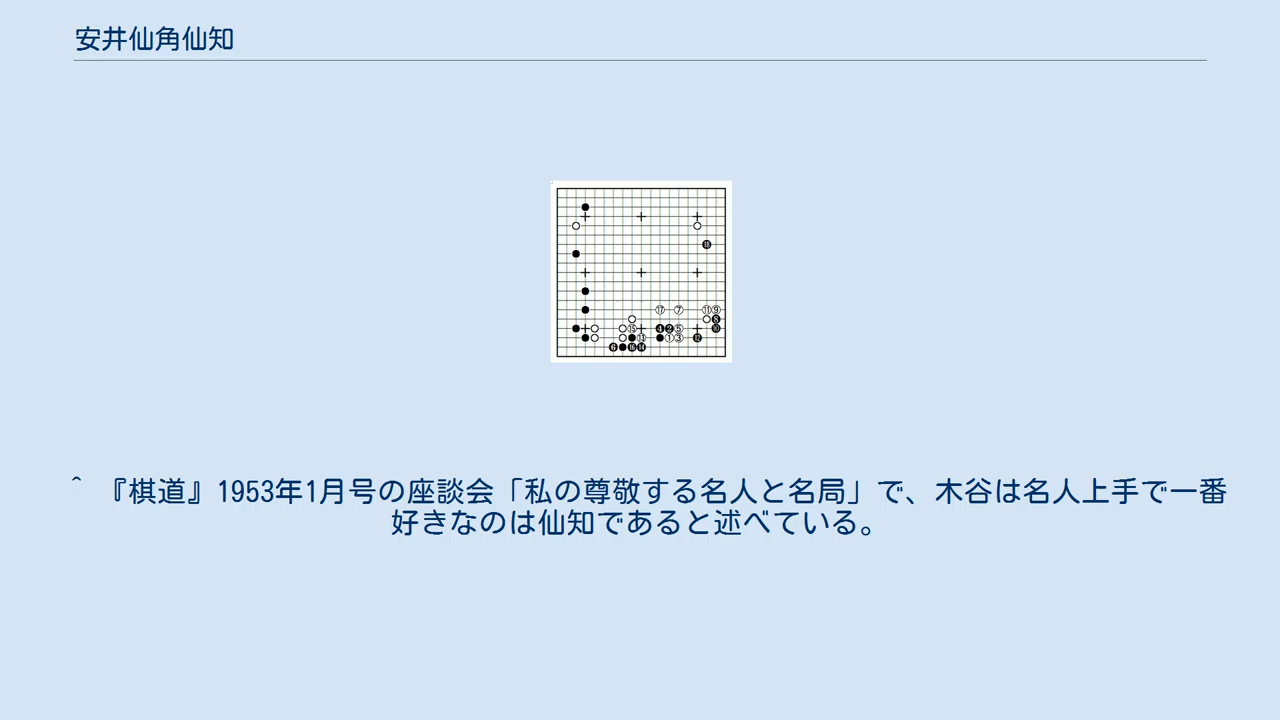 安井仙角仙知
^ 『棋道』1953年1月号の座談会「私の尊敬する名人と名局」で、木谷は名人上手で一番
好きなのは仙知であると述べている。